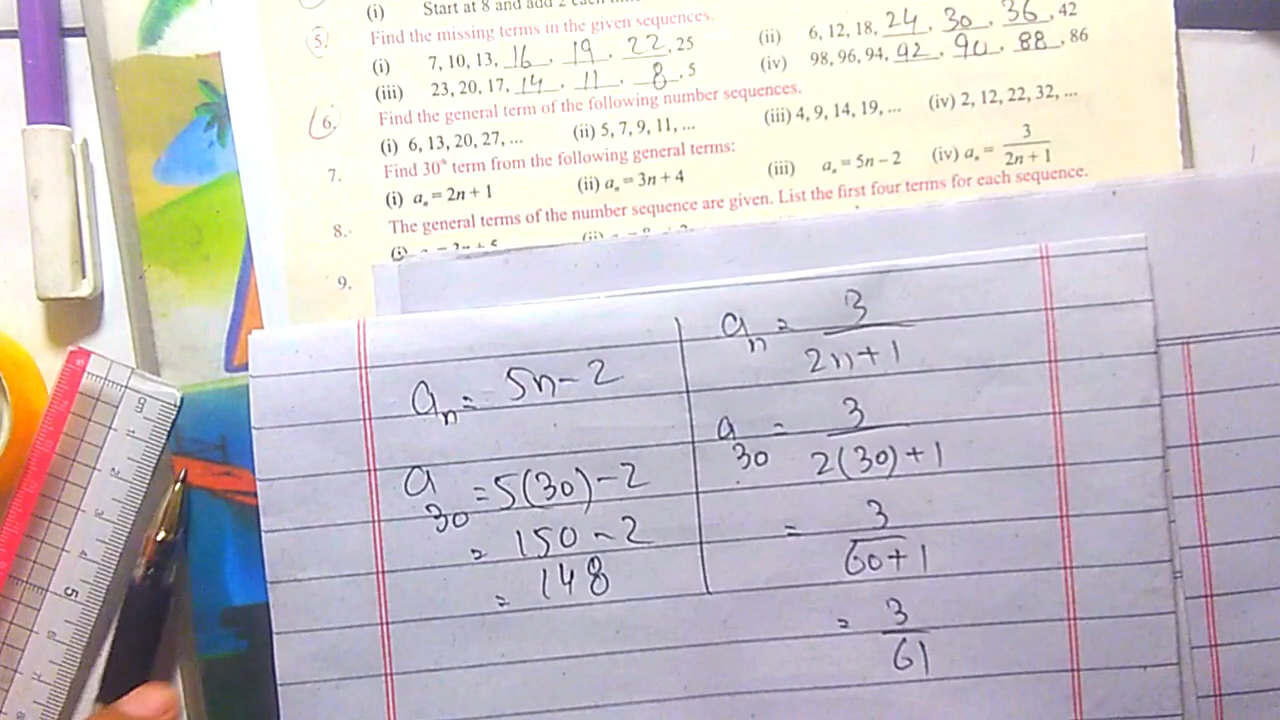 (i) Start at 8 and add 2 each
5. Find the missing terms in the given sequences.
(i) 7, 10, 13, 16, 19, 22, 25 (ii) 6, 12, 18, 24, 30, 36, 42
(iii) 23, 20, 17, 14, 11, 8, 5 (iv) 98, 96, 94, 92, 90, 88, 86
6. Find the general term of the following number sequences.
(i) 6, 13, 20, 27, ... (ii) 5, 7, 9, 11, ... (iii) 4, 9, 14, 19, ... (iv) 2, 12, 22, 32, ...
7. Find 30th term from the following general terms:
(i) aₙ = 2n + 1 (ii) aₙ = 3n + 4 (iii) aₙ = 5n − 2 (iv) aₙ = 3/(2n + 1)
8. The general terms of the number sequence are given. List the first four terms for each sequence.
(i)
9.
aₙ = 5n − 2
a₃₀ = 5(30) − 2
= 150 − 2
= 148
aₙ = 3/(2n + 1)
a₃₀ = 3/(2(30) + 1)
= 3/(60 + 1)
= 3/61
cm
2
3
4
5